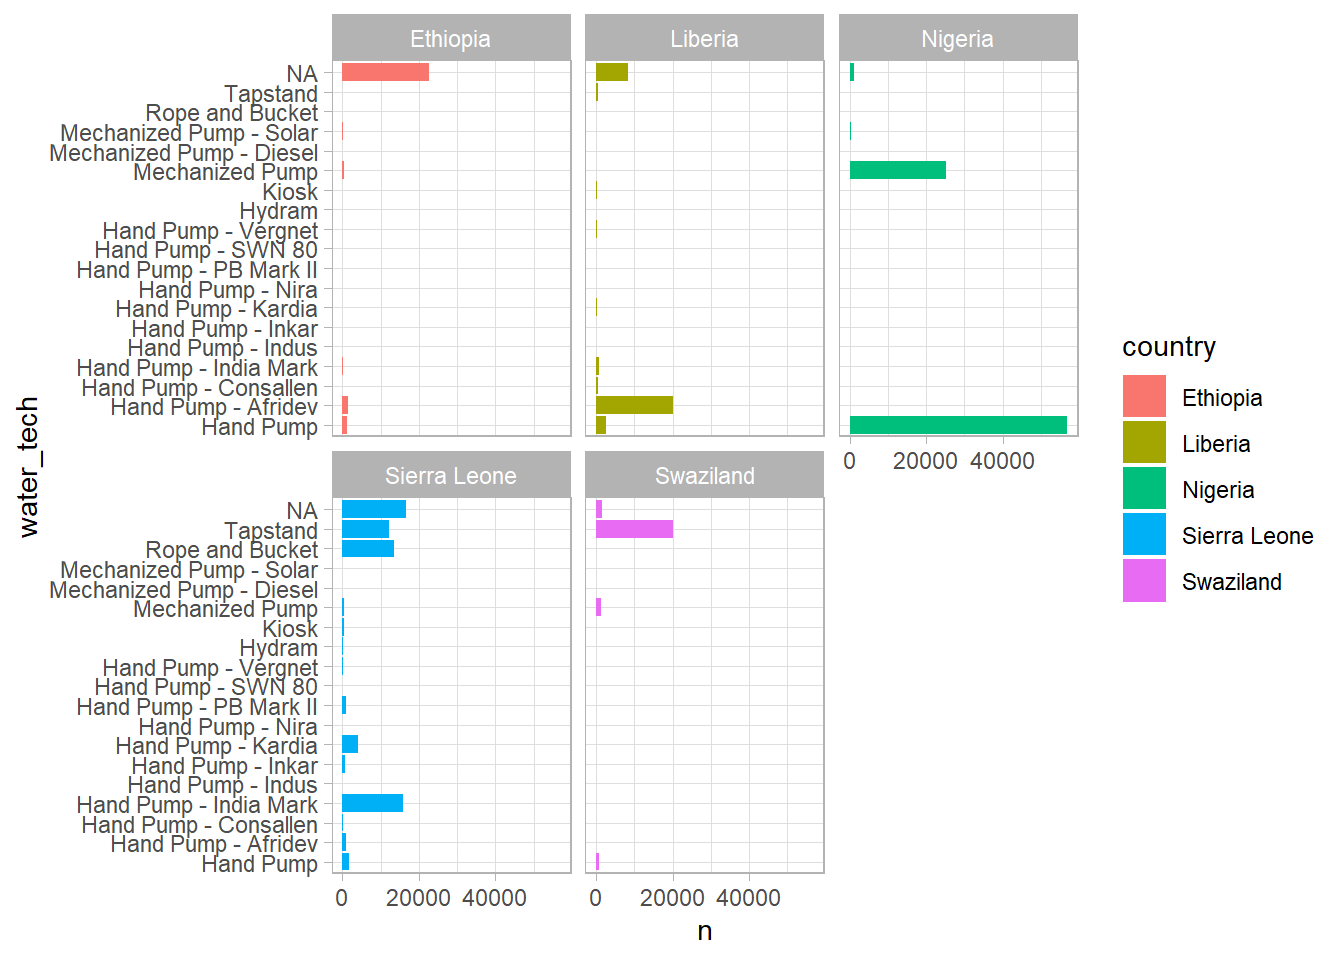 Ethiopia
Liberia
Nigeria
NA
Tapstand
Rope and Bucket
Mechanized Pump - Solar
Mechanized Pump - Diesel
Mechanized Pump
Kiosk
Hydram
Hand Pump - Vergnet
Hand Pump - SWN 80
Hand Pump - PB Mark II
Hand Pump - Nira
Hand Pump - Kardia
Hand Pump - Inkar
Hand Pump - Indus
Hand Pump - India Mark
Hand Pump - Consallen
Hand Pump - Afridev
Hand Pump
0 20000 40000
Sierra Leone
Swaziland
NA
Tapstand
Rope and Bucket
Mechanized Pump - Solar
Mechanized Pump - Diesel
Mechanized Pump
Kiosk
Hydram
Hand Pump - Vergnet
Hand Pump - SWN 80
Hand Pump - PB Mark II
Hand Pump - Nira
Hand Pump - Kardia
Hand Pump - Inkar
Hand Pump - Indus
Hand Pump - India Mark
Hand Pump - Consallen
Hand Pump - Afridev
Hand Pump
0 20000 40000
0 20000 40000
n
water_tech
country
Ethiopia
Liberia
Nigeria
Sierra Leone
Swaziland